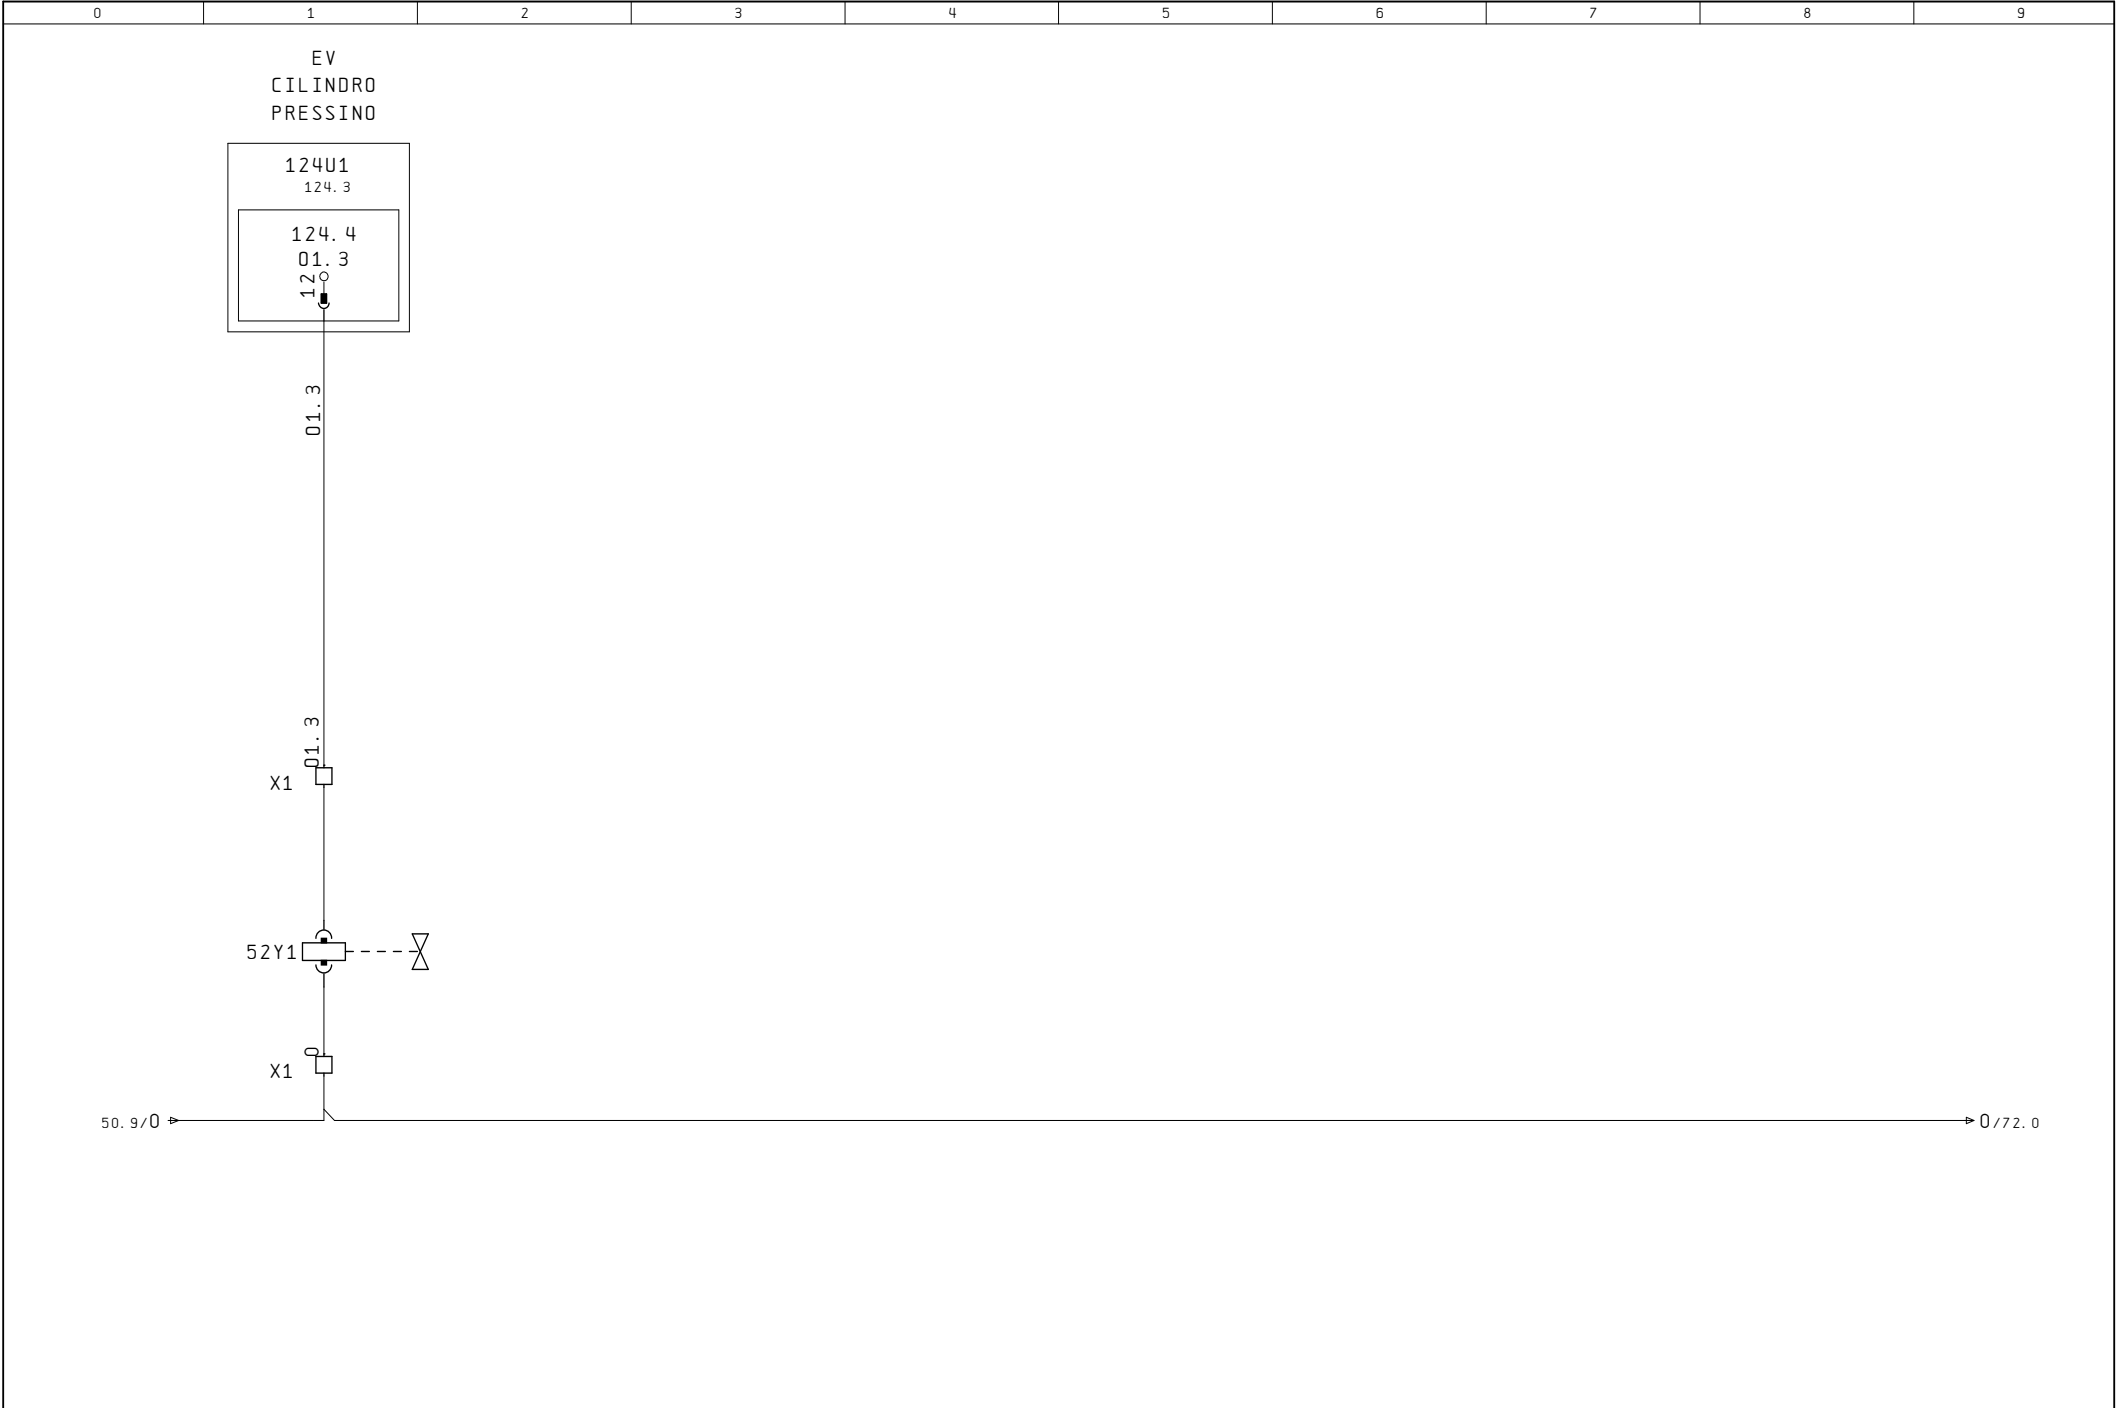 0 1 2 3 4 5 6 7 8 9
EV
CILINDRO
PRESSINO
124U1
124.3
124.4
O1.3
12
O1.3
O1.3
X1
52Y1
0
X1
50.9/0
0/72.0